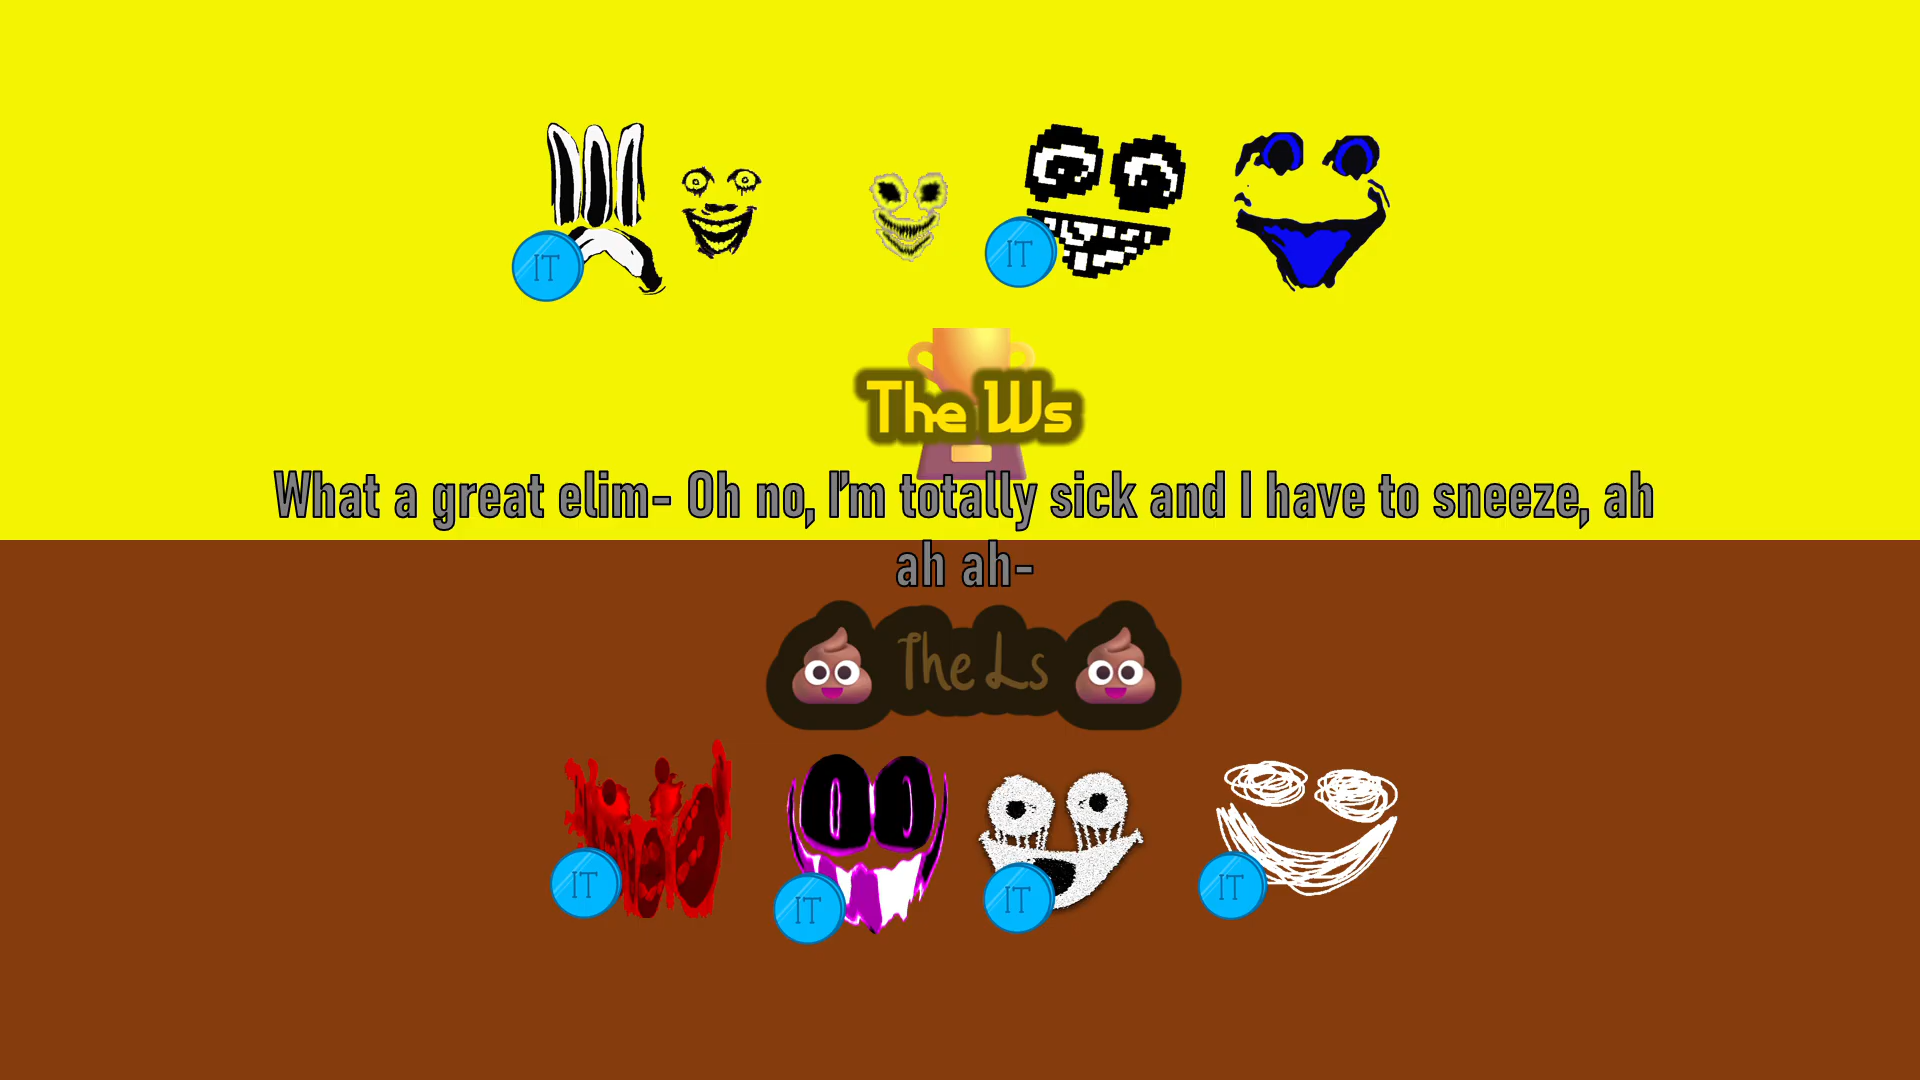 IT
IT
The Ws
What a great elim- Oh no, I'm totally sick and I have to sneeze, ah
ah ah-
The Ls
IT
IT
IT
IT